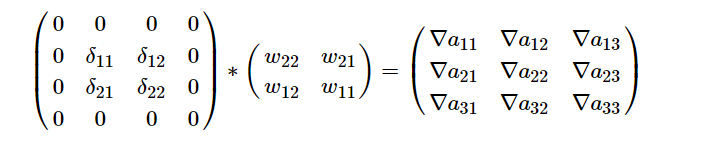 0 0 0 0
0 δ₁₁ δ₁₂ 0
0 δ₂₁ δ₂₂ 0
0 0 0 0
*
w₂₂ w₂₁
w₁₂ w₁₁
=
∇a₁₁ ∇a₁₂ ∇a₁₃
∇a₂₁ ∇a₂₂ ∇a₂₃
∇a₃₁ ∇a₃₂ ∇a₃₃